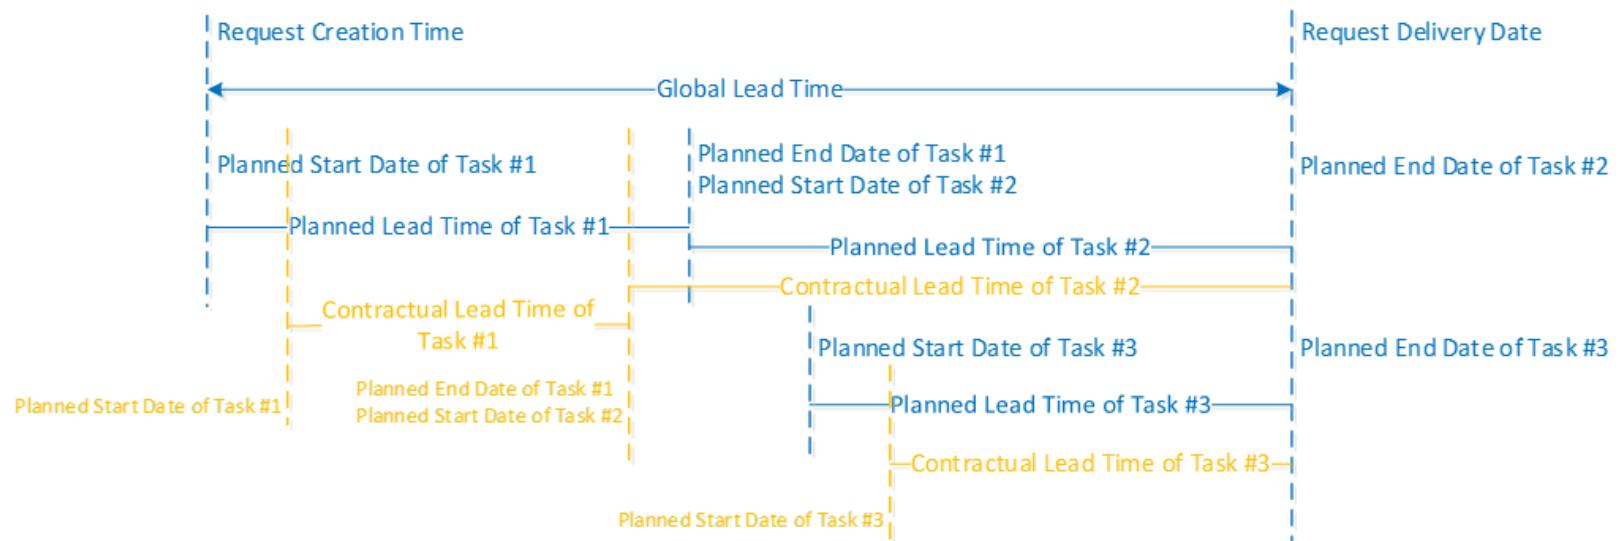 Request Creation Time
Request Delivery Date
Global Lead Time
Planned Start Date of Task #1
Planned End Date of Task #1
Planned Start Date of Task #2
Planned End Date of Task #2
Planned Lead Time of Task #1
Planned Lead Time of Task #2
Contractual Lead Time of Task #2
Contractual Lead Time of
Task #1
Planned Start Date of Task #3
Planned End Date of Task #3
Planned Start Date of Task #1
Planned End Date of Task #1
Planned Start Date of Task #2
Planned Lead Time of Task #3
Contractual Lead Time of Task #3
Planned Start Date of Task #3